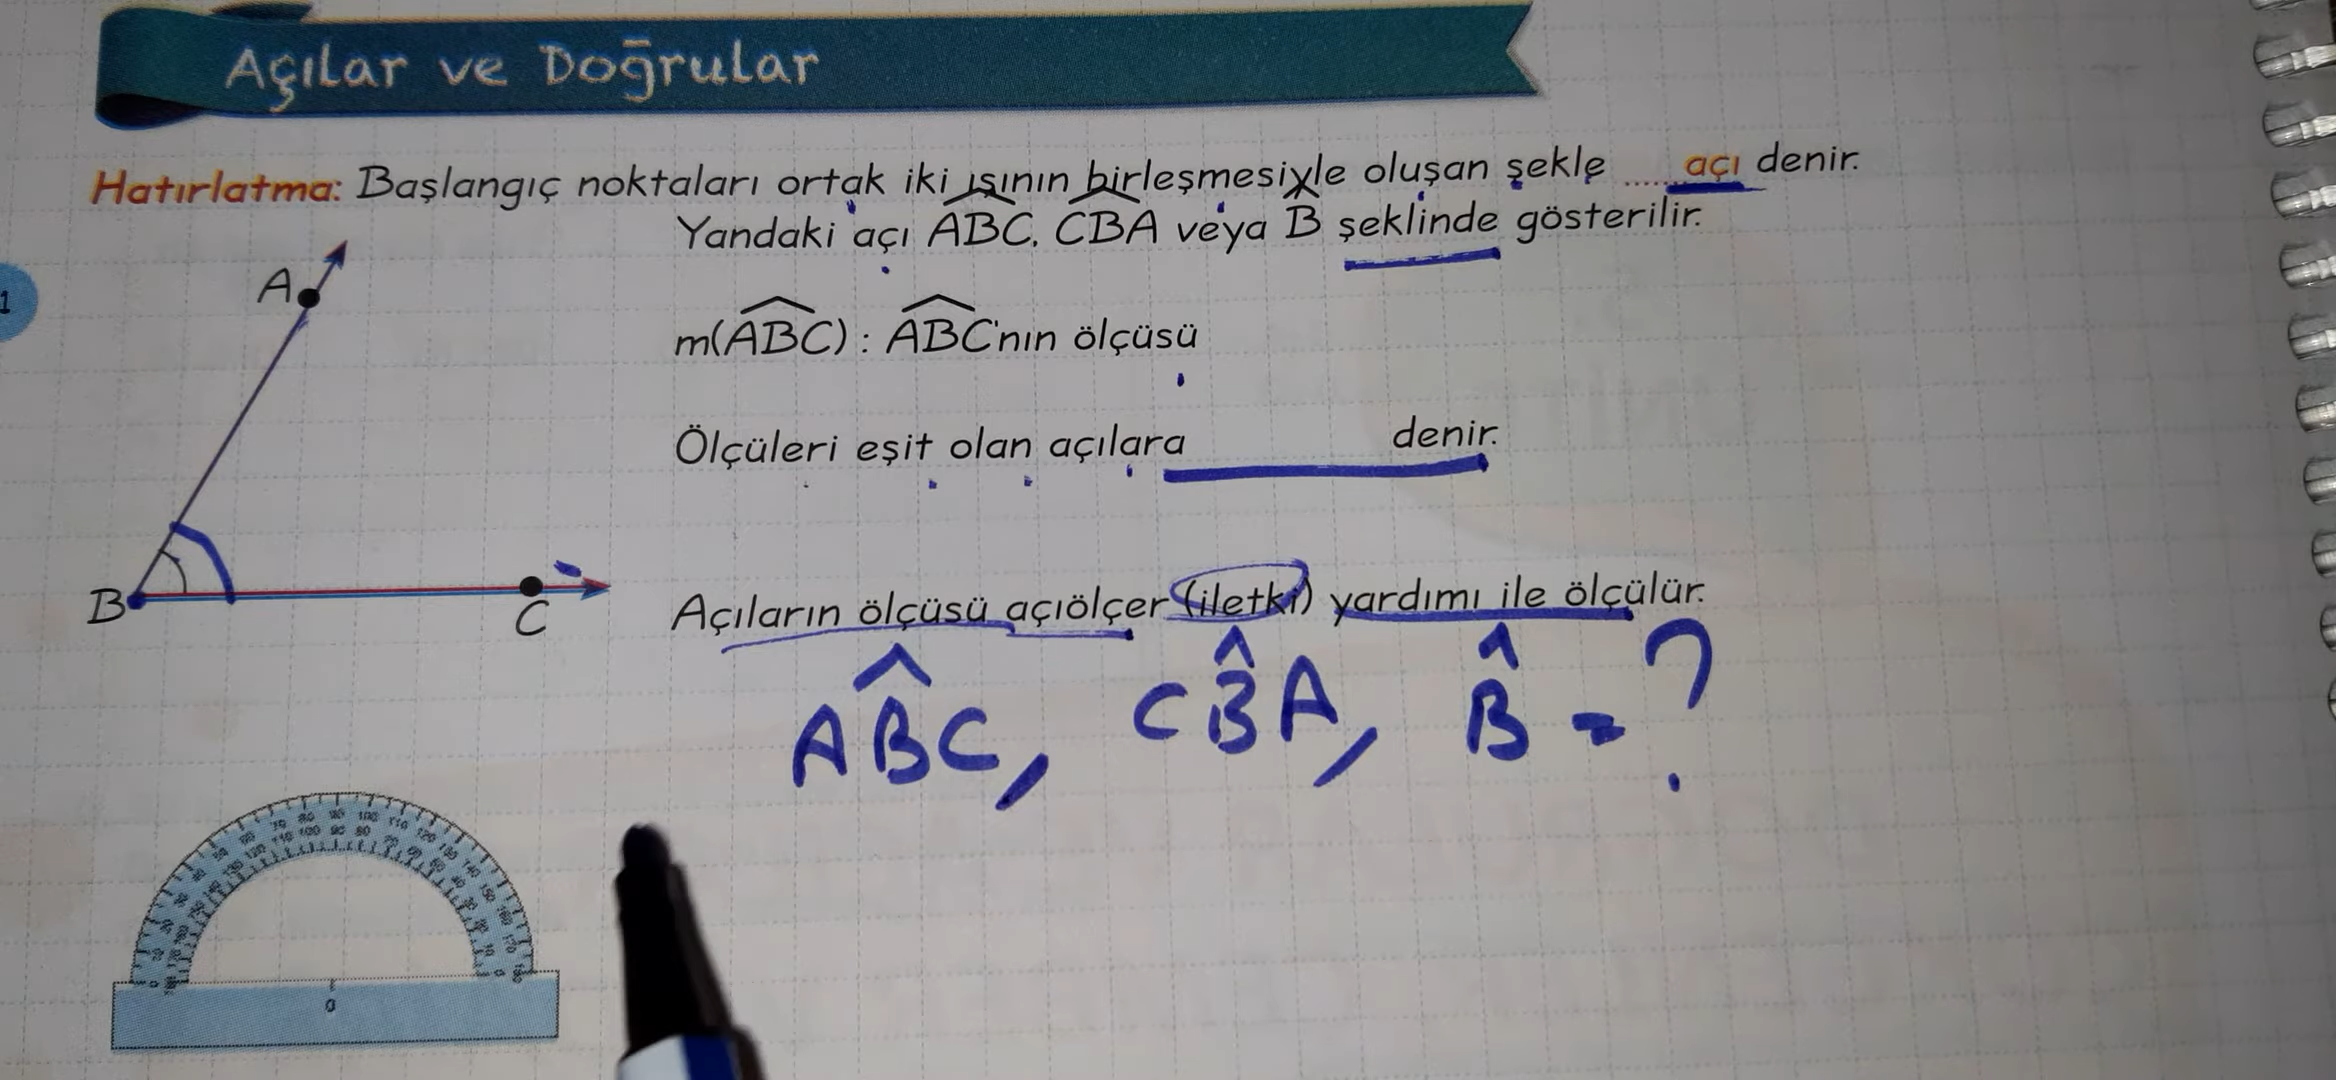 Açılar ve Doğrular
Hatırlatma: Başlangıç noktaları ortak iki ışının birleşmesiyle oluşan şekle ......açı denir.
Yandaki açı ABC, CBA veya B şeklinde gösterilir.
A
1
m(ABC) : ABC'nın ölçüsü
Ölçüleri eşit olan açılara denir.
B
C
Açıların ölçüsü açıölçer (iletki) yardımı ile ölçülür.
ABC, CBA, B = ?
0